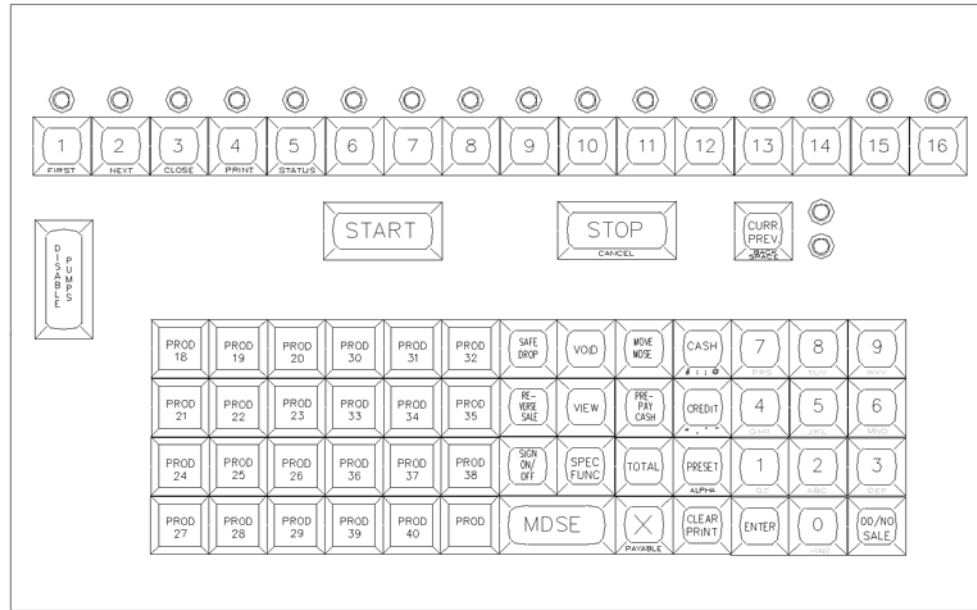 1 2 3 4 5 6 7 8 9 10 11 12 13 14 15 16
FIRST NEXT CLOSE PRINT STATUS
DISABLE
PUMPS
START
STOP
CANCEL
CURR.
PREV.
BACK
SPACE
PROD 18
PROD 19
PROD 20
PROD 30
PROD 31
PROD 32
SAFE
DROP
VOID
MOVE
MDSE
CASH
# : ; @
7
PRS
8
TUV
9
WXY
PROD 21
PROD 22
PROD 23
PROD 33
PROD 34
PROD 35
RE-
VERSE
SALE
VIEW
PRE-
PAY
CASH
CREDIT
4
GHI
5
JKL
6
MNO
PROD 24
PROD 25
PROD 26
PROD 36
PROD 37
PROD 38
SIGN
ON/
OFF
SPEC
FUNC
TOTAL
PRESET
ALPHA
1
QZ
2
ABC
3
DEF
PROD 27
PROD 28
PROD 29
PROD 39
PROD 40
PROD
MDSE
X
PAYABLE
CLEAR
PRINT
ENTER
0
-(sp)
00/NO
SALE